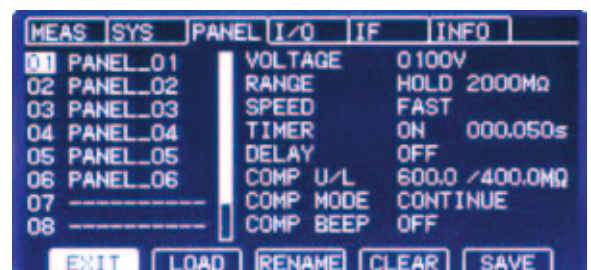 MEAS SYS PANEL I/O IF INFO
01 PANEL_01 VOLTAGE 0100V
02 PANEL_02 RANGE HOLD 2000MΩ
03 PANEL_03 SPEED FAST
04 PANEL_04 TIMER ON 000.050s
05 PANEL_05 DELAY OFF
06 PANEL_06 COMP U/L 600.0 /400.0MΩ
07 ---------- COMP MODE CONTINUE
08 ---------- COMP BEEP OFF
EXIT LOAD RENAME CLEAR SAVE